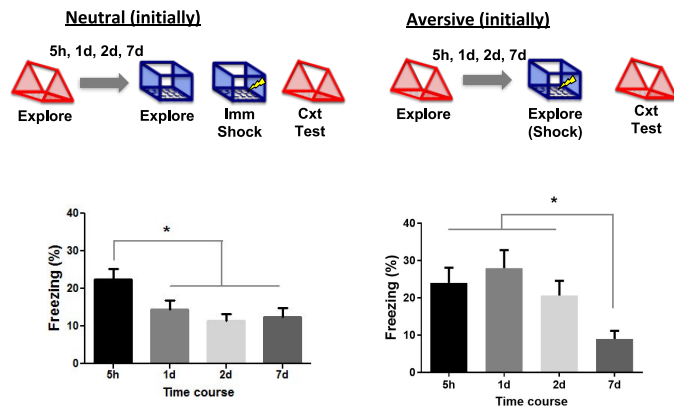 Neutral (initially)
5h, 1d, 2d, 7d
Explore
Explore
Imm
Shock
Cxt
Test
Aversive (initially)
5h, 1d, 2d, 7d
Explore
Explore
(Shock)
Cxt
Test
40
30
20
10
0
Freezing (%)
*
5h
1d
2d
7d
Time course
40
30
20
10
0
Freezing (%)
*
5h
1d
2d
7d
Time course